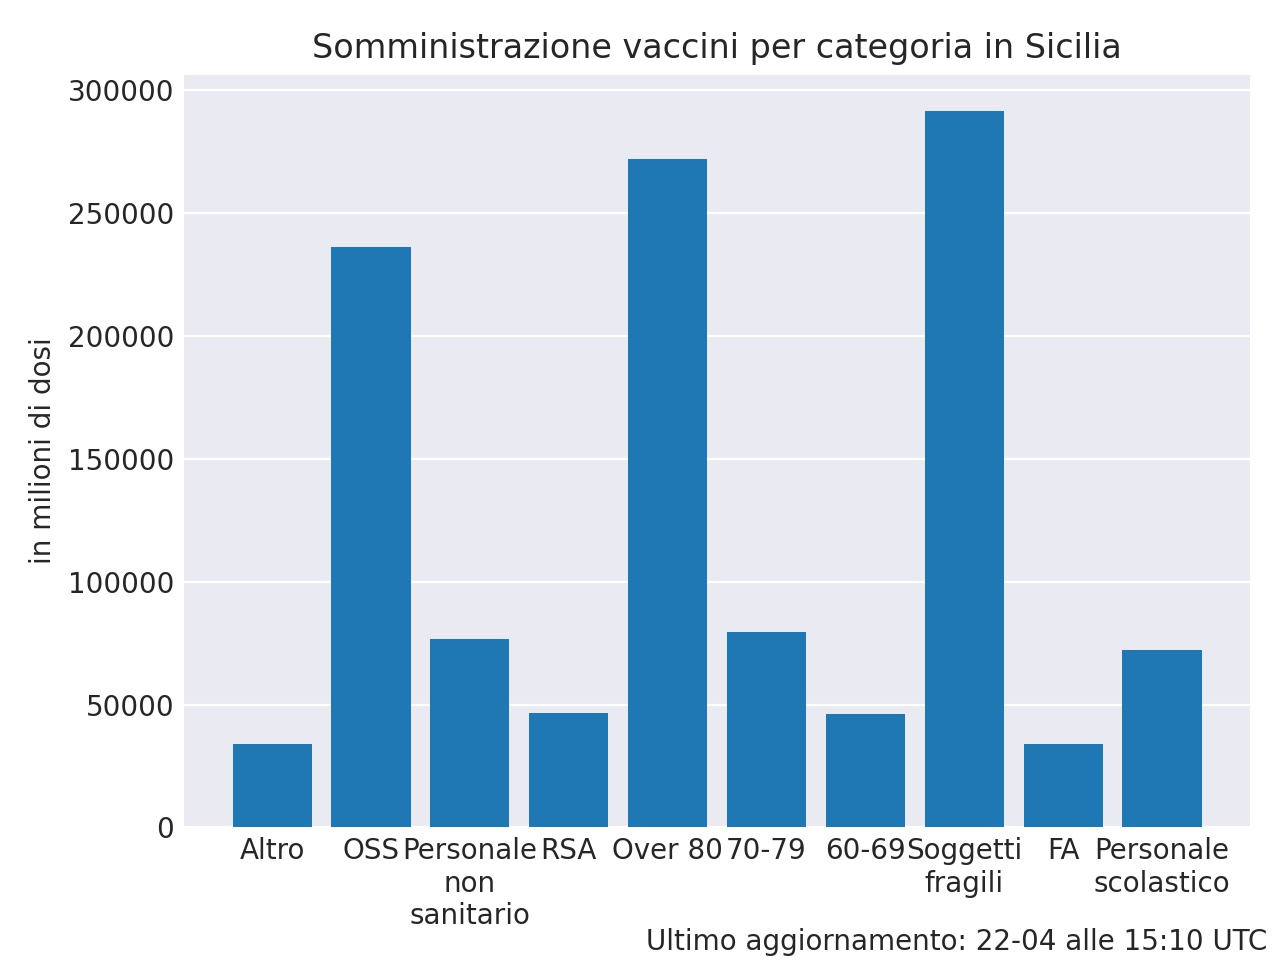 Somministrazione vaccini per categoria in Sicilia
in milioni di dosi
300000
250000
200000
150000
100000
50000
0
Altro
OSS
Personale
non
sanitario
RSA
Over 80
70-79
60-69
Soggetti
fragili
FA
Personale
scolastico
Ultimo aggiornamento: 22-04 alle 15:10 UTC